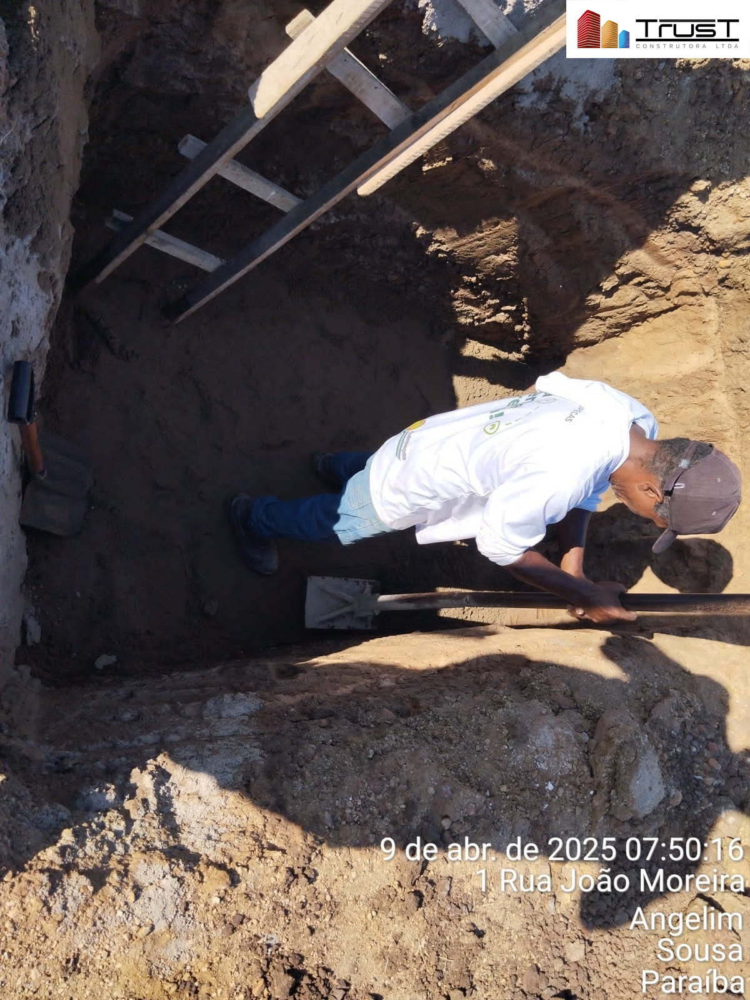 TRUST
CONSTRUTORA LTDA
9 de abr. de 2025 07:50:16
1 Rua João Moreira
Angelim
Sousa
Paraíba